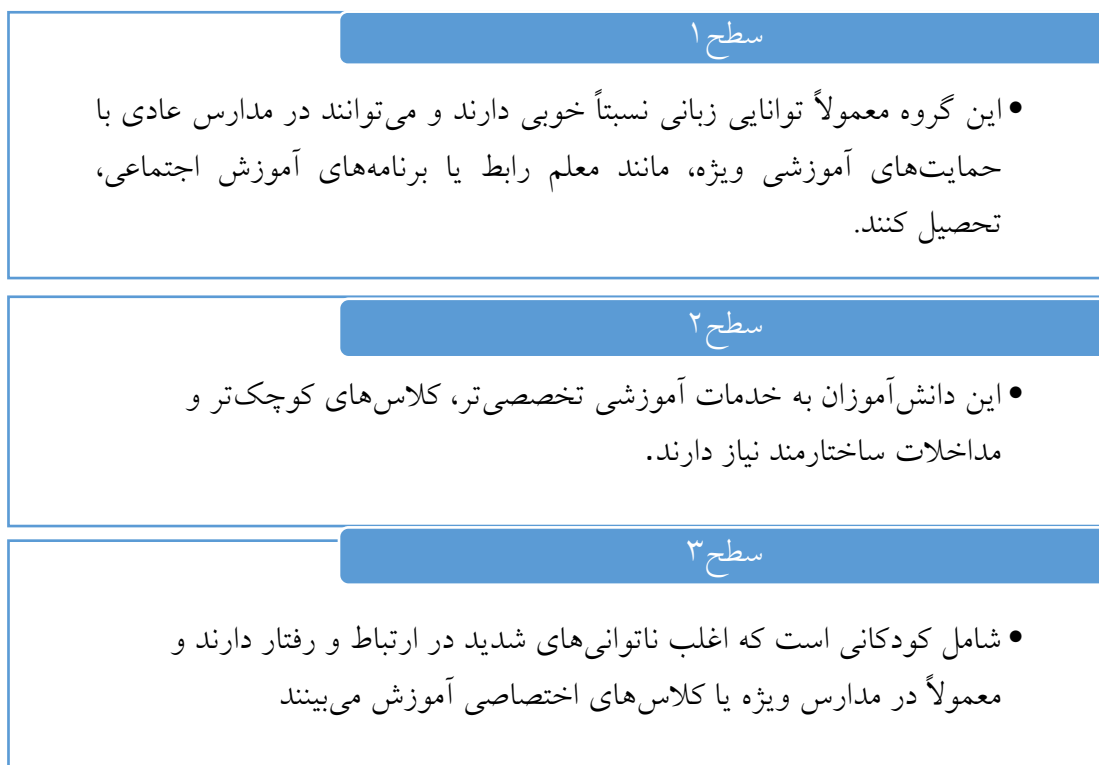 سطح۱
• این گروه معمولاً توانایی زبانی نسبتاً خوبی دارند و می‌توانند در مدارس عادی با
حمایت‌های آموزشی ویژه، مانند معلم رابط یا برنامه‌های آموزش اجتماعی،
تحصیل کنند.
سطح۲
• این دانش‌آموزان به خدمات آموزشی تخصصی‌تر، کلاس‌های کوچک‌تر و
مداخلات ساختارمند نیاز دارند.
سطح۳
• شامل کودکانی است که اغلب ناتوانی‌های شدید در ارتباط و رفتار دارند و
معمولاً در مدارس ویژه یا کلاس‌های اختصاصی آموزش می‌بینند